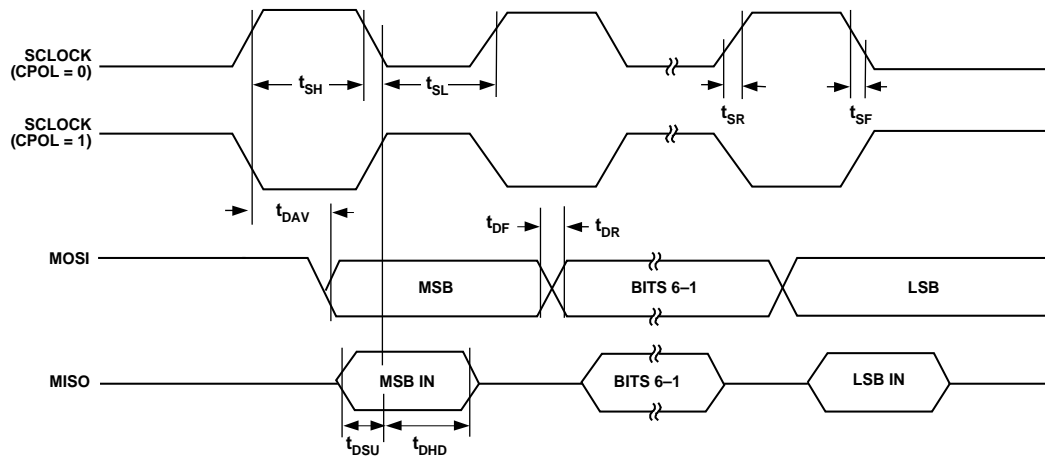 SCLOCK
(CPOL = 0)
tSH
tSL
tSR
tSF
SCLOCK
(CPOL = 1)
tDAV
tDF
tDR
MOSI
MSB
BITS 6–1
LSB
MISO
MSB IN
BITS 6–1
LSB IN
tDSU
tDHD